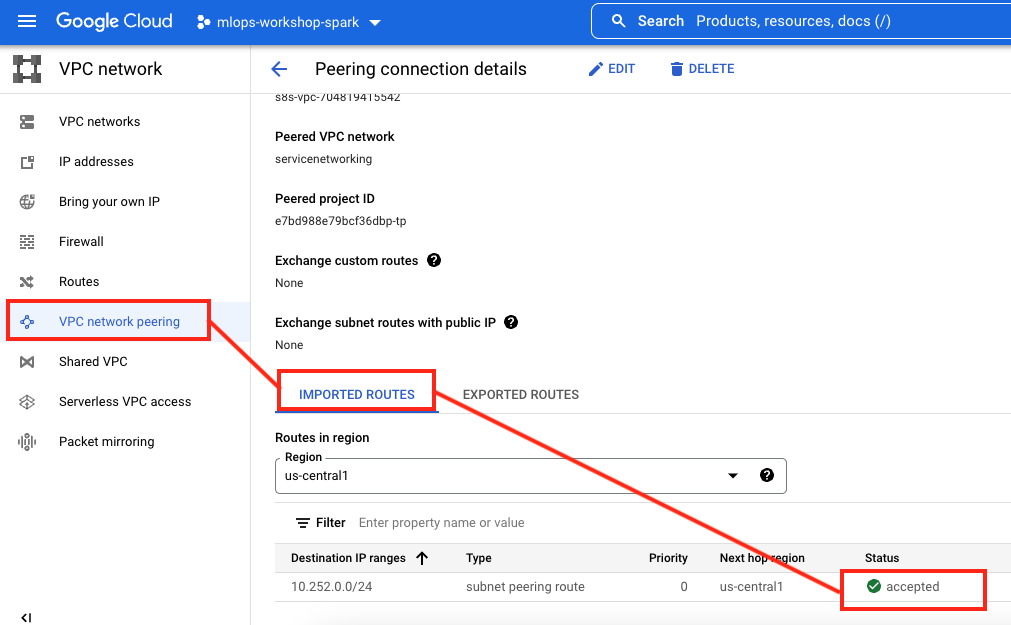 Google Cloud
mlops-workshop-spark
Search Products, resources, docs (/)
VPC network
Peering connection details
EDIT
DELETE
VPC networks
IP addresses
Bring your own IP
Firewall
Routes
VPC network peering
Shared VPC
Serverless VPC access
Packet mirroring
s8s-vpc-704819415542
Peered VPC network
servicenetworking
Peered project ID
e7bd988e79bcf36dbp-tp
Exchange custom routes
None
Exchange subnet routes with public IP
None
IMPORTED ROUTES
EXPORTED ROUTES
Routes in region
Region
us-central1
Filter Enter property name or value
Destination IP ranges Type Priority Next hop region Status
10.252.0.0/24 subnet peering route 0 us-central1 accepted